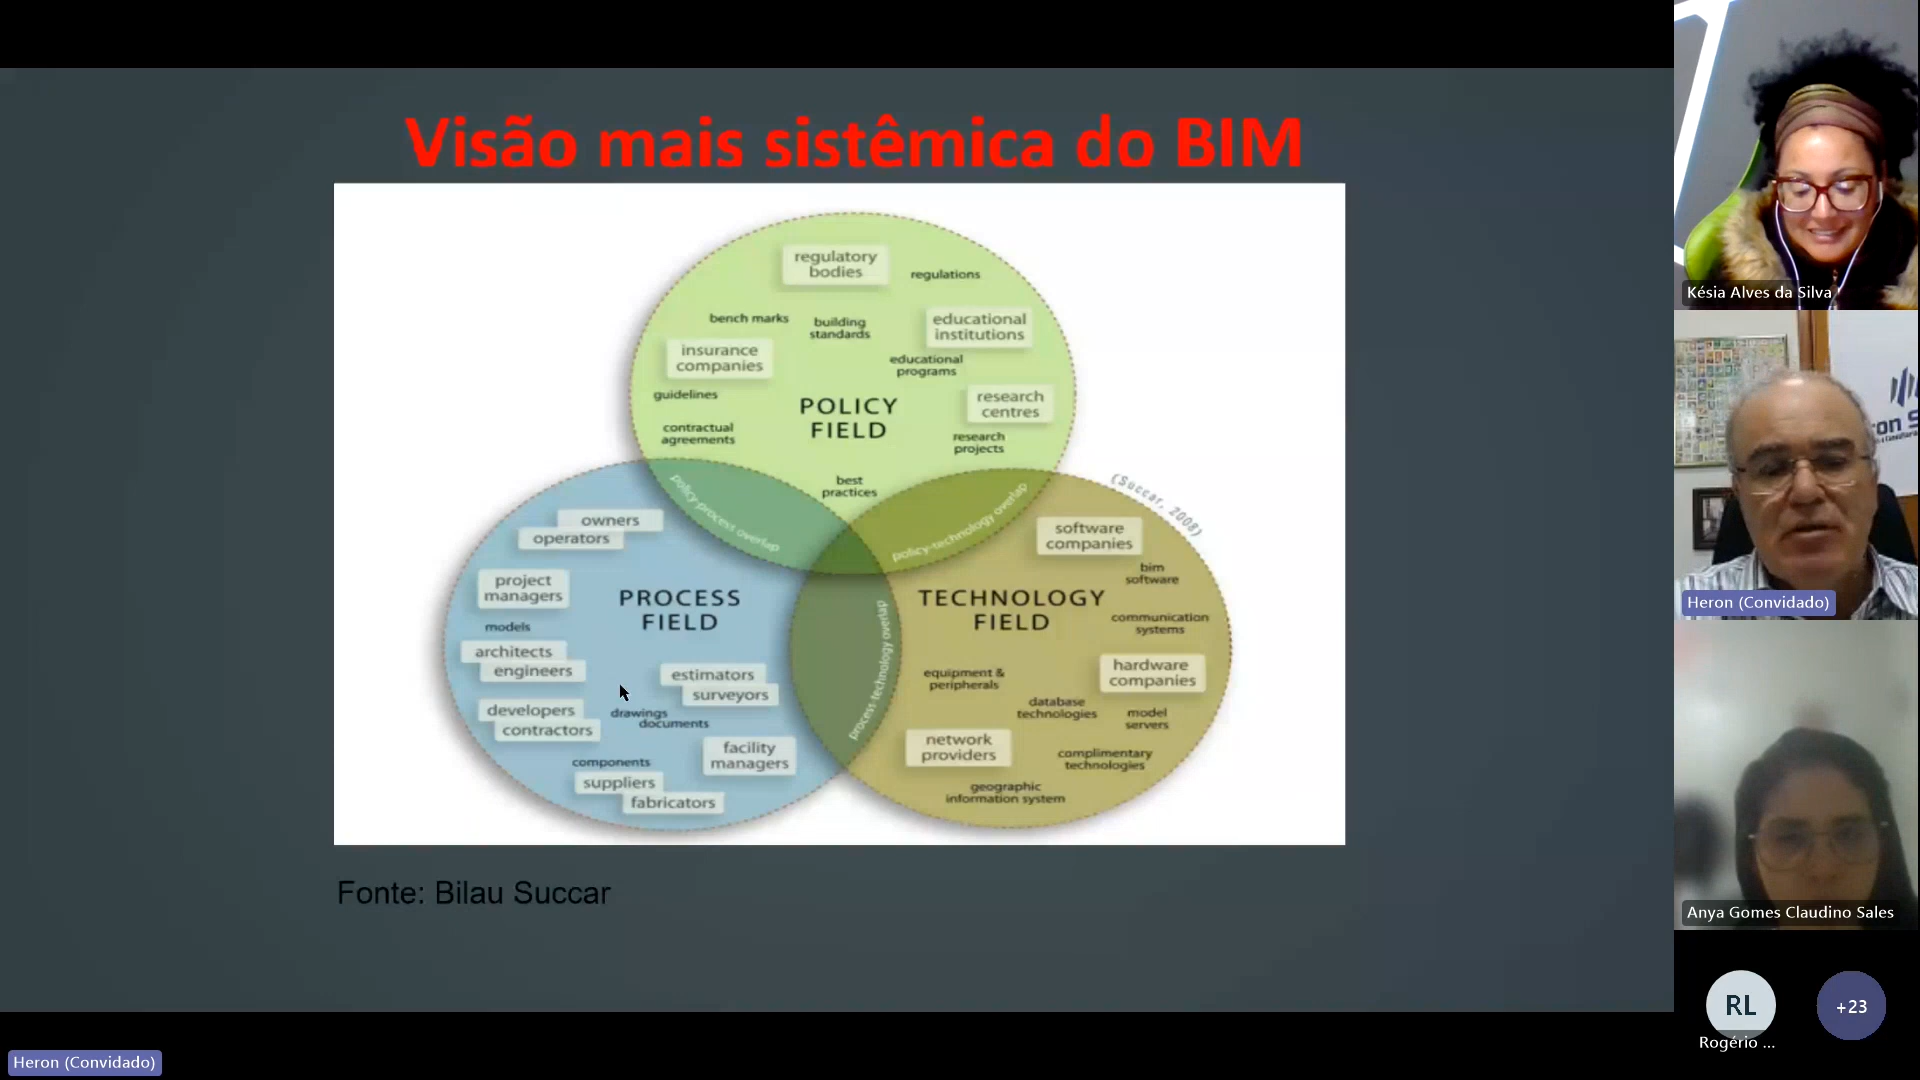 Visão mais sistêmica do BIM
regulatory
bodies
regulations
bench marks
building
standards
educational
institutions
insurance
companies
educational
programs
guidelines
research
centres
POLICY
FIELD
contractual
agreements
research
projects
best
practices
policy-process overlap
policy-technology overlap
(Succar, 2008)
owners
operators
project
managers
PROCESS
FIELD
models
architects
engineers
estimators
surveyors
developers
contractors
drawings
documents
facility
managers
components
suppliers
fabricators
process-technology overlap
software
companies
bim
software
TECHNOLOGY
FIELD
communication
systems
equipment &
peripherals
hardware
companies
database
technologies
model
servers
network
providers
complimentary
technologies
geographic
information system
Fonte: Bilau Succar
Késia Alves da Silva
on S
Heron (Convidado)
Anya Gomes Claudino Sales
RL
+23
Rogério ...
Heron (Convidado)